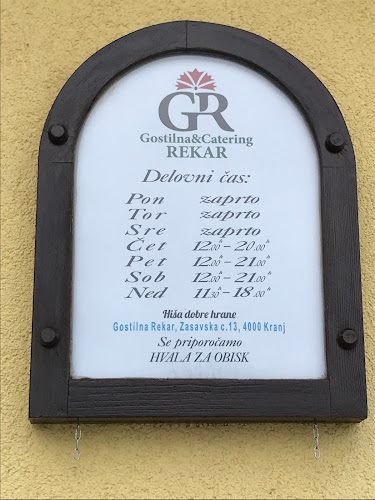 GR
Gostilna&Catering
REKAR
Delovni čas:
Pon zaprto
Tor zaprto
Sre zaprto
Čet 12.00 - 20.00
Pet 12.00 - 21.00
Sob 12.00 - 21.00
Ned 11.30 - 18.00
Hiša dobre hrane
Gostilna Rekar, Zasavska c.13, 4000 Kranj
Se priporočamo
HVALA ZA OBISK